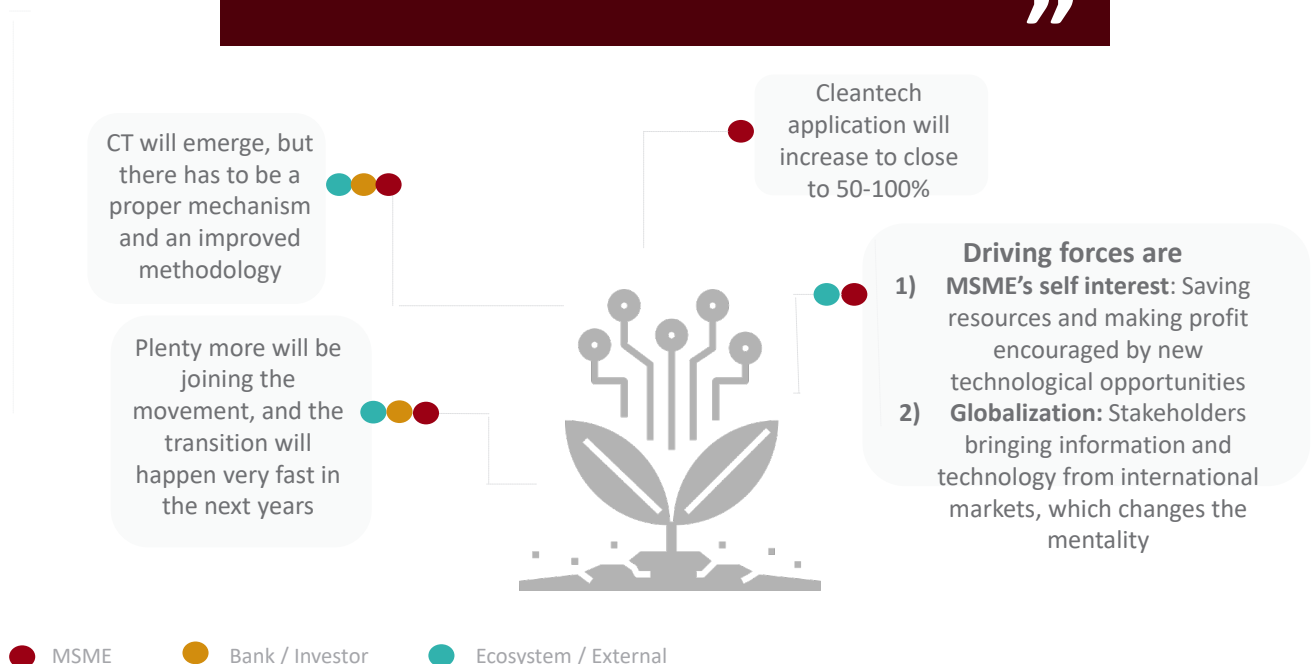 ”
CT will emerge, but
there has to be a
proper mechanism
and an improved
methodology
Cleantech
application will
increase to close
to 50-100%
Plenty more will be
joining the
movement, and the
transition will
happen very fast in
the next years
Driving forces are
1) MSME’s self interest: Saving
resources and making profit
encouraged by new
technological opportunities
2) Globalization: Stakeholders
bringing information and
technology from international
markets, which changes the
mentality
MSME
Bank / Investor
Ecosystem / External